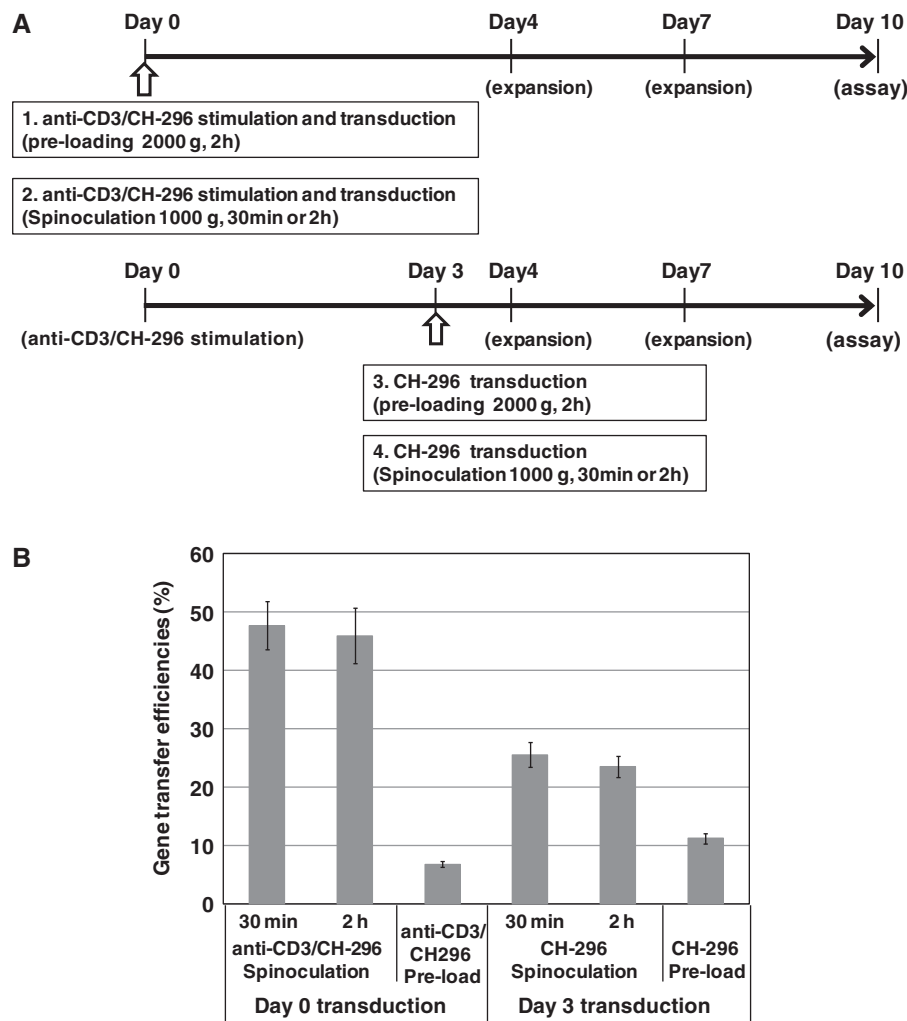 A
Day 0 Day4 Day7 Day 10
(expansion) (expansion) (assay)
1. anti-CD3/CH-296 stimulation and transduction
(pre-loading 2000 g, 2h)
2. anti-CD3/CH-296 stimulation and transduction
(Spinoculation 1000 g, 30min or 2h)
Day 0 Day 3 Day4 Day7 Day 10
(anti-CD3/CH-296 stimulation) (expansion) (expansion) (assay)
3. CH-296 transduction
(pre-loading 2000 g, 2h)
4. CH-296 transduction
(Spinoculation 1000 g, 30min or 2h)
B
Gene transfer efficiencies (%)
60
50
40
30
20
10
0
30 min 2 h
anti-CD3/CH-296
Spinoculation
anti-CD3/
CH296
Pre-load
30 min 2 h
CH-296
Spinoculation
CH-296
Pre-load
Day 0 transduction
Day 3 transduction